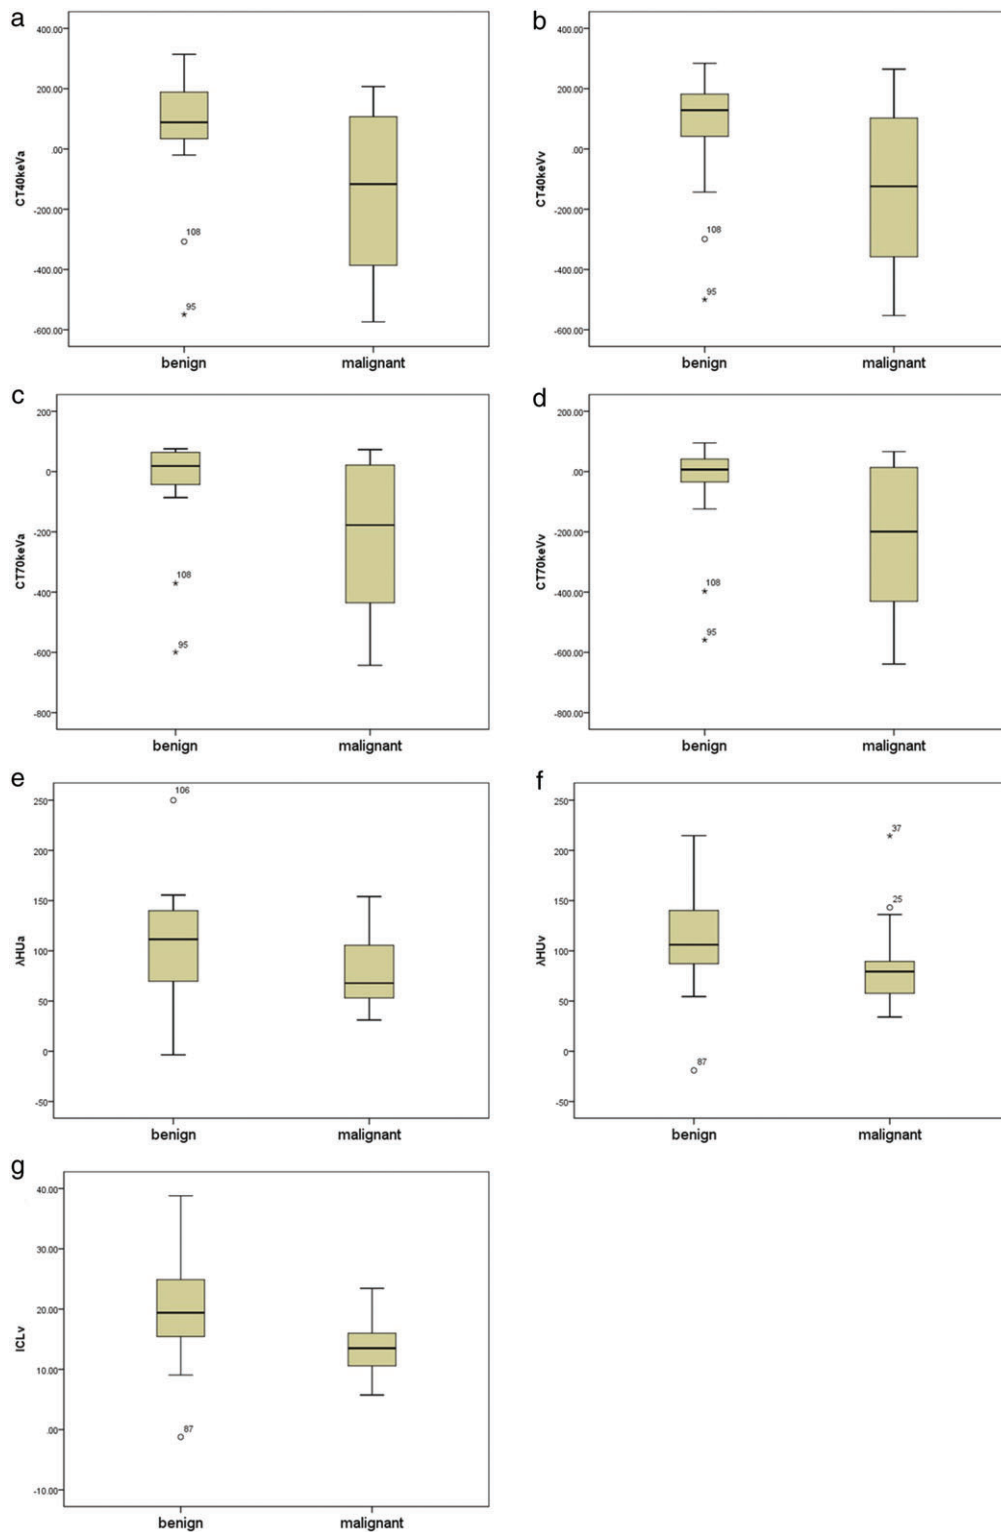 a
400.00
200.00
.00
-200.00
-400.00
-600.00
CT40keVa
108
95
benign
malignant
b
400.00
200.00
.00
-200.00
-400.00
-600.00
CT40keVv
108
95
benign
malignant
c
200
0
-200
-400
-600
-800
CT70keVa
108
95
benign
malignant
d
200.00
.00
-200.00
-400.00
-600.00
-800.00
CT70keVv
108
95
benign
malignant
e
250
200
150
100
50
0
-50
λHUa
106
benign
malignant
f
250
200
150
100
50
0
-50
λHUv
87
37
25
benign
malignant
g
40.00
30.00
20.00
10.00
.00
-10.00
ICLv
87
benign
malignant